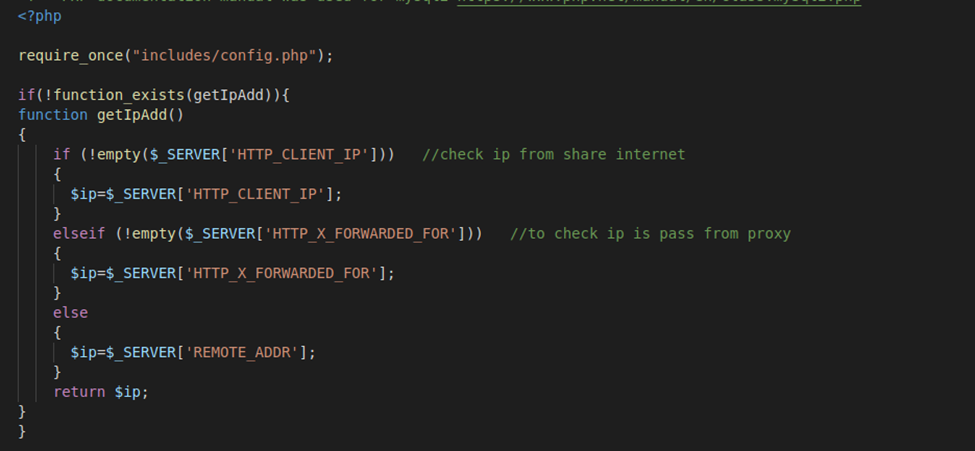 <?php
require_once("includes/config.php");
if(!function_exists(getIpAdd)){
function getIpAdd()
{
if (!empty($_SERVER['HTTP_CLIENT_IP'])) //check ip from share internet
{
$ip=$_SERVER['HTTP_CLIENT_IP'];
}
elseif (!empty($_SERVER['HTTP_X_FORWARDED_FOR'])) //to check ip is pass from proxy
{
$ip=$_SERVER['HTTP_X_FORWARDED_FOR'];
}
else
{
$ip=$_SERVER['REMOTE_ADDR'];
}
return $ip;
}
}